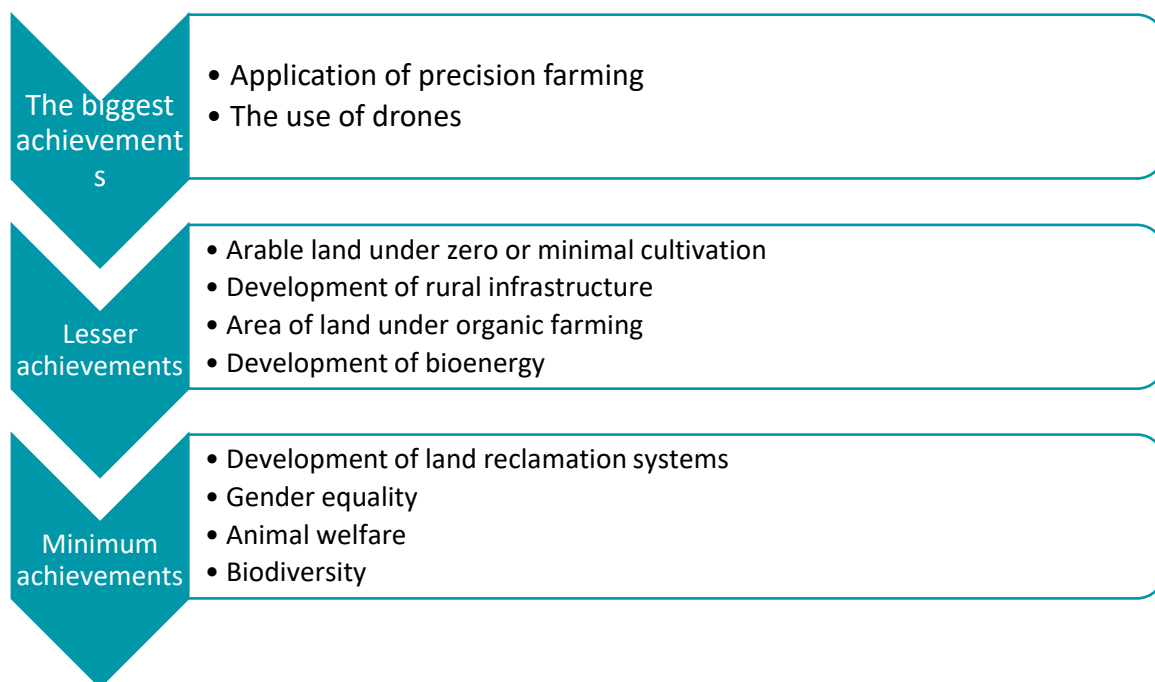 The biggest
achievement
s
• Application of precision farming
• The use of drones
Lesser
achievements
• Arable land under zero or minimal cultivation
• Development of rural infrastructure
• Area of land under organic farming
• Development of bioenergy
Minimum
achievements
• Development of land reclamation systems
• Gender equality
• Animal welfare
• Biodiversity